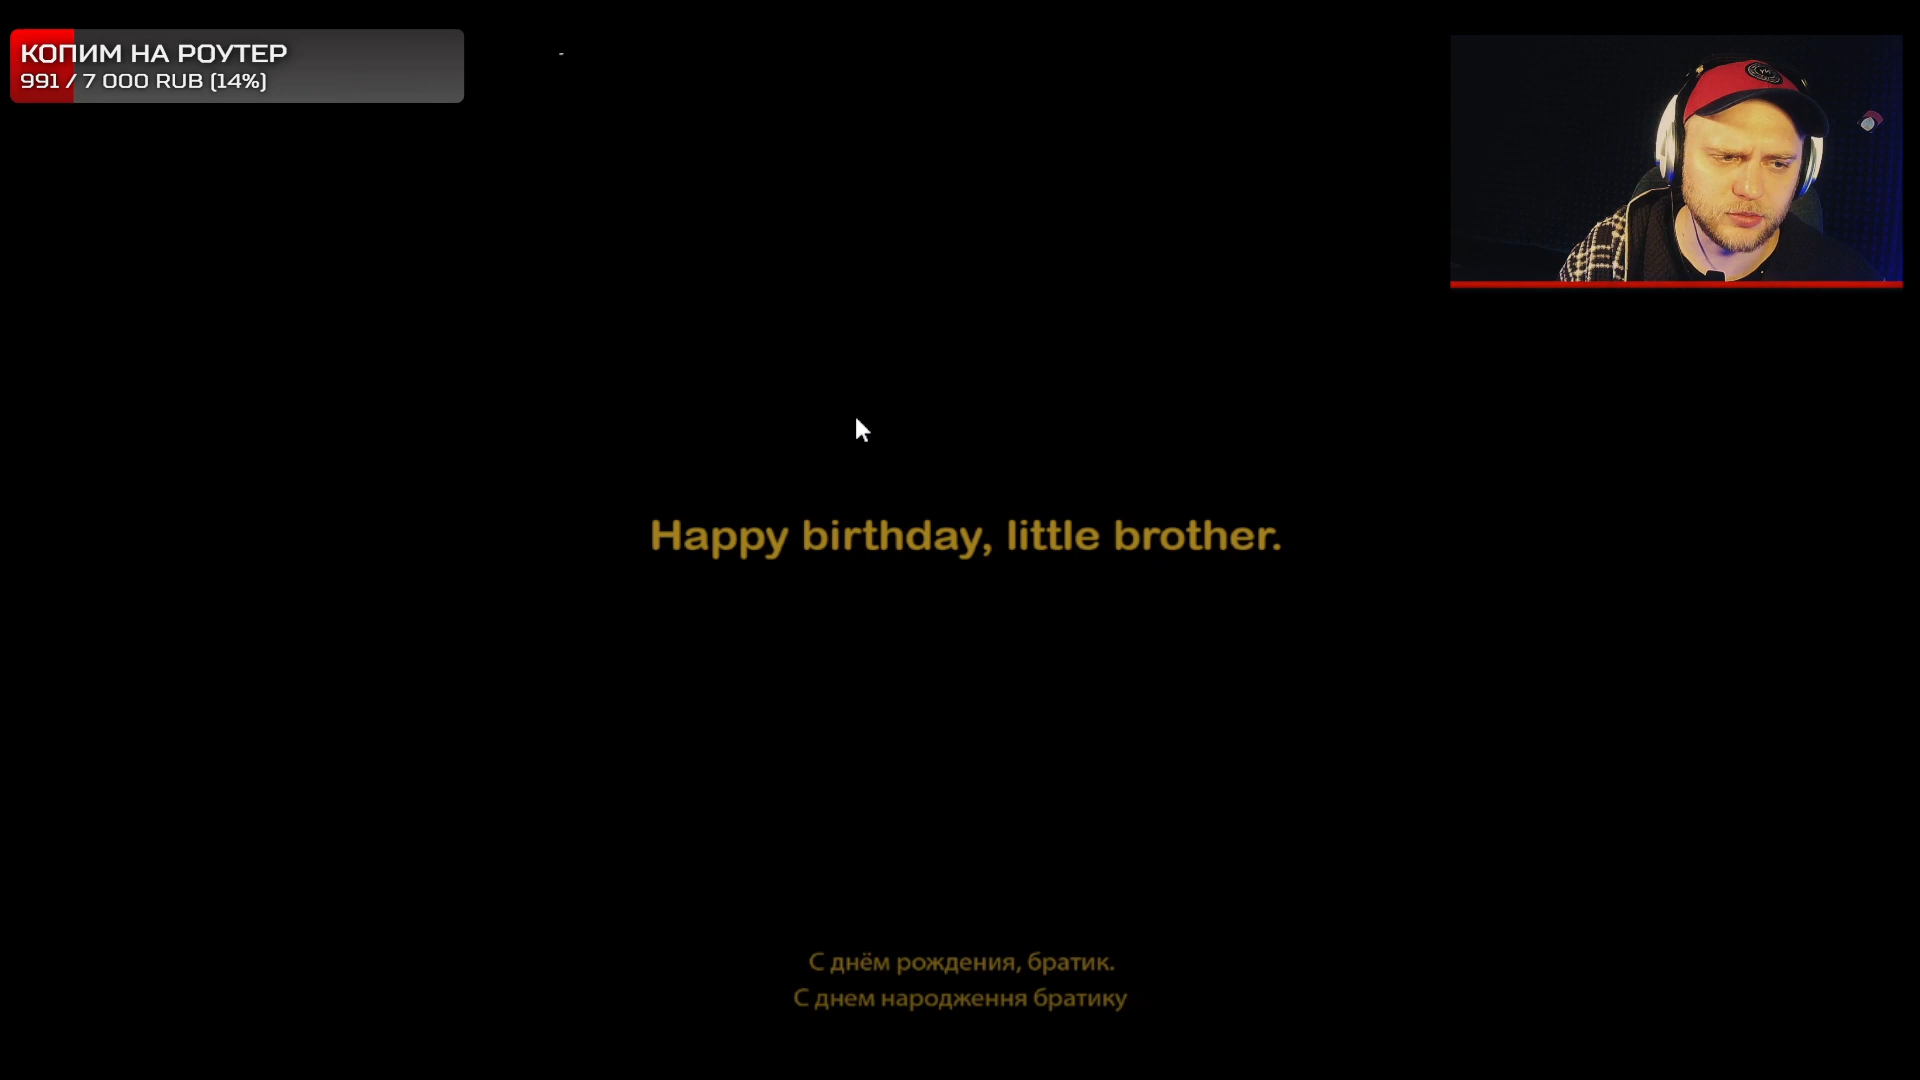 КОПИМ НА РОУТЕР
991 / 7 000 RUB (14%)
Happy birthday, little brother.
С днём рождения, братик.
С днем народження братику